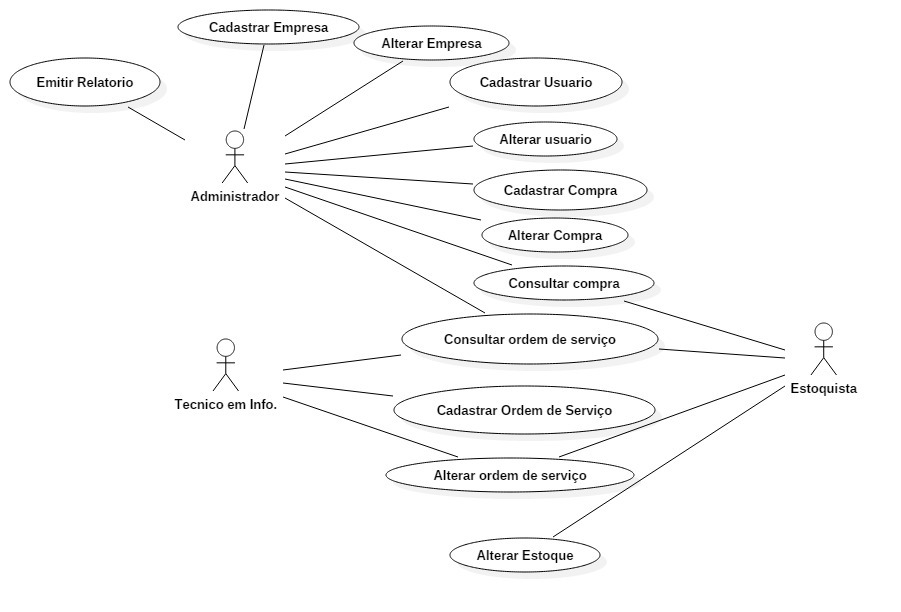 Cadastrar Empresa
Alterar Empresa
Emitir Relatorio
Cadastrar Usuario
Alterar usuario
Cadastrar Compra
Administrador
Alterar Compra
Consultar compra
Consultar ordem de serviço
Estoquista
Tecnico em Info.
Cadastrar Ordem de Serviço
Alterar ordem de serviço
Alterar Estoque